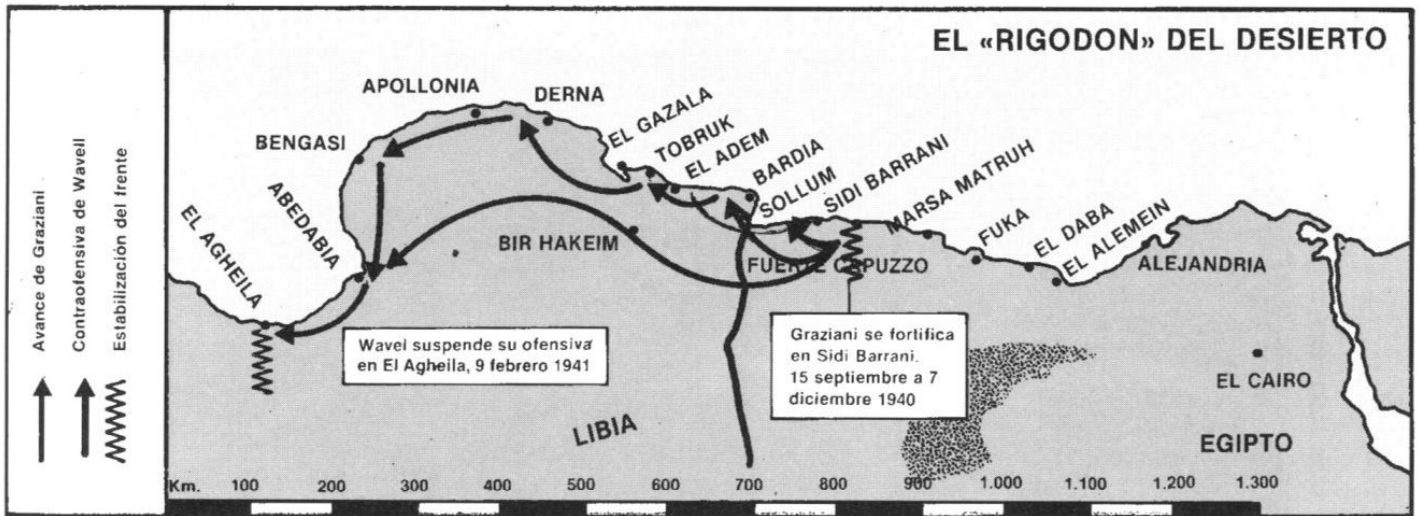 EL «RIGODON» DEL DESIERTO
Avance de Graziani
Contraofensiva de Wavell
Estabilización del frente
APOLLONIA
DERNA
BENGASI
EL GAZALA
TOBRUK
EL ADEM
BARDIA
SOLLUM
SIDI BARRANI
MARSA MATRUH
FUKA
EL DABA
EL ALEMEIN
ALEJANDRIA
ABEDABIA
EL AGHEILA
BIR HAKEIM
FUERTE CAPUZZO
Wavel suspende su ofensiva
en El Agheila, 9 febrero 1941
Graziani se fortifica
en Sidi Barrani.
15 septiembre a 7
diciembre 1940
EL CAIRO
LIBIA
EGIPTO
Km. 100 200 300 400 500 600 700 800 900 1.000 1.100 1.200 1.300